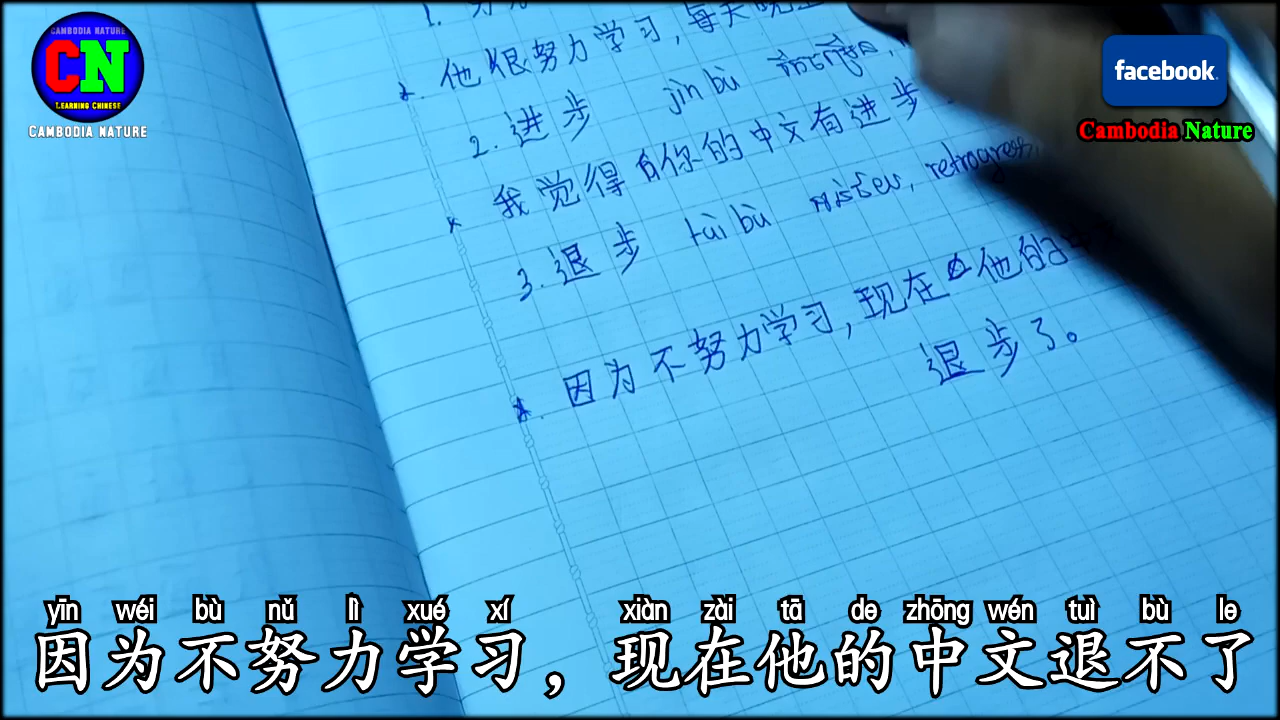 CAMBODIA NATURE
CN
LEARNING CHINESE
CAMBODIA NATURE
facebook
Cambodia Nature
1.
他很努力学习,每天晚
2. 进步 jìn bù
我觉得你的中文有进步
3. 退步 tuì bù retrogress
因为不努力学习,现在他的
退步了。
yīn wéi bù nǔ lì xué xí xiàn zài tā de zhōng wén tuì bù le
因为不努力学习，现在他的中文退不了